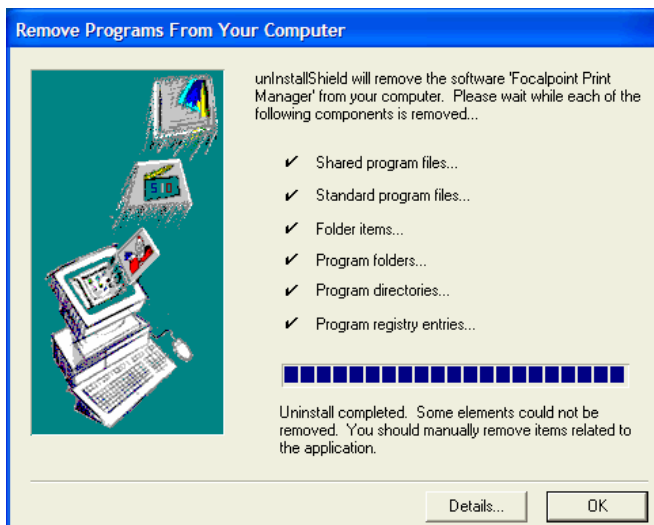 Remove Programs From Your Computer
unInstallShield will remove the software 'Focalpoint Print
Manager' from your computer.  Please wait while each of the
following components is removed...
✔ Shared program files...
✔ Standard program files...
✔ Folder items...
✔ Program folders...
✔ Program directories...
✔ Program registry entries...
Uninstall completed.  Some elements could not be
removed.  You should manually remove items related to
the application.
Details...
OK